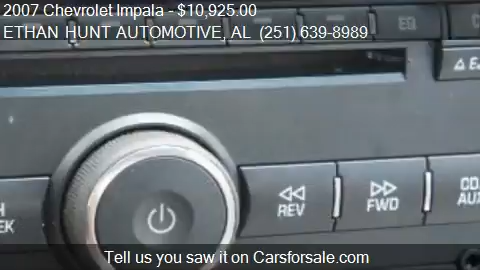 2007 Chevrolet Impala - $10,925.00
ETHAN HUNT AUTOMOTIVE, AL (251) 639-8989
EQ
REV
FWD
CD
AUX
Tell us you saw it on Carsforsale.com